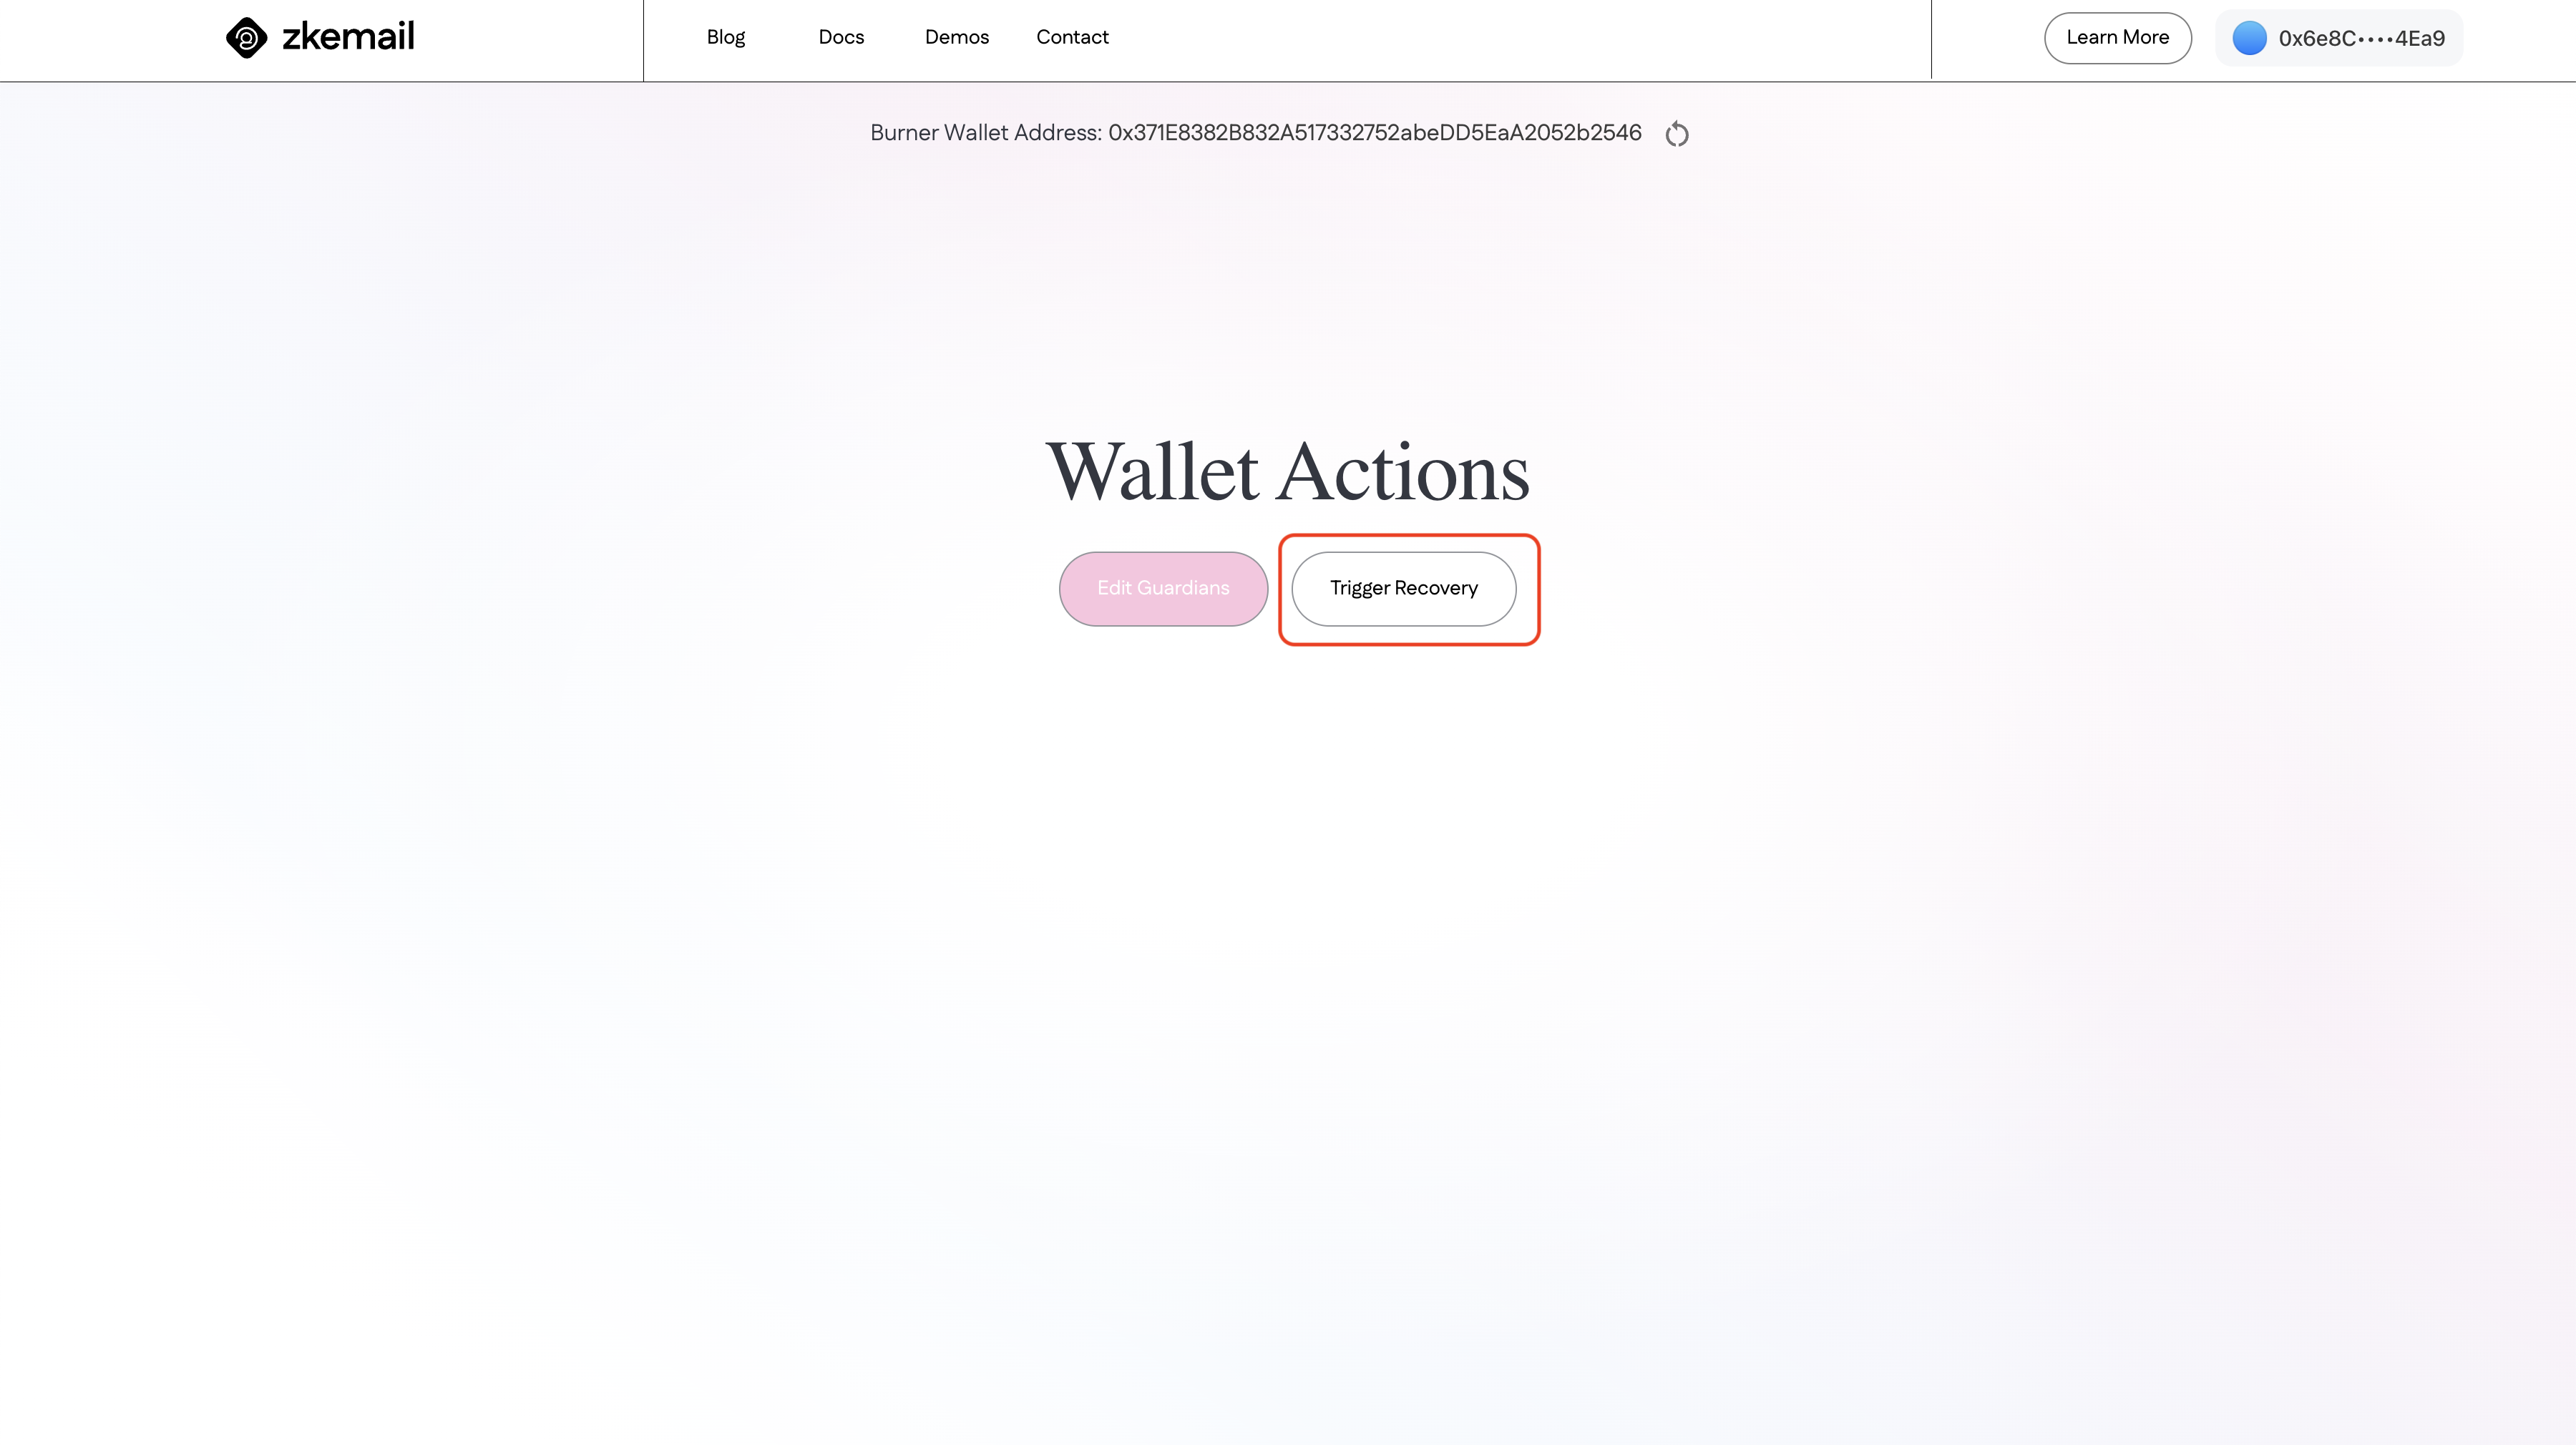 zkemail
Blog Docs Demos Contact
Learn More
0x6e8C····4Ea9
Burner Wallet Address: 0x371E8382B832A517332752abeDD5EaA2052b2546
Wallet Actions
Edit Guardians
Trigger Recovery